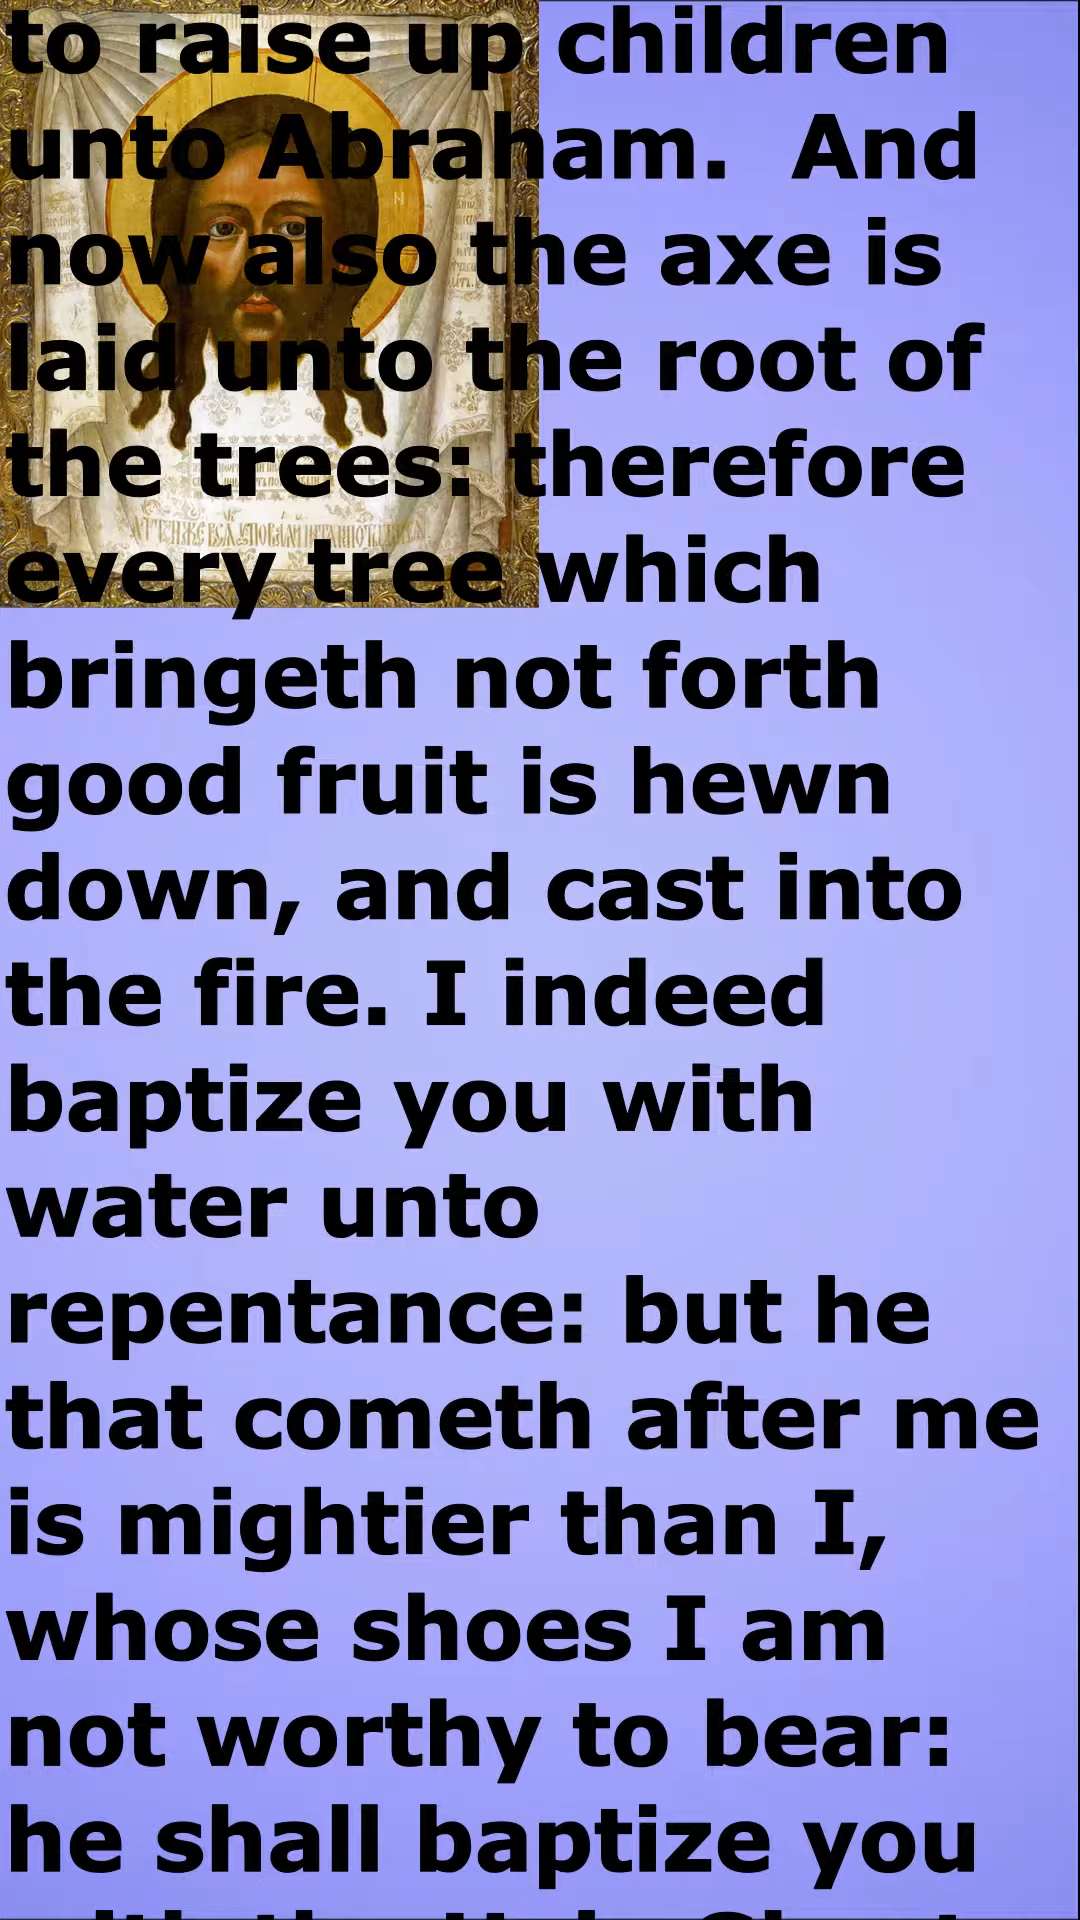 to raise up children
unto Abraham.  And
now also the axe is
laid unto the root of
the trees: therefore
every tree which
bringeth not forth
good fruit is hewn
down, and cast into
the fire. I indeed
baptize you with
water unto
repentance: but he
that cometh after me
is mightier than I,
whose shoes I am
not worthy to bear:
he shall baptize you